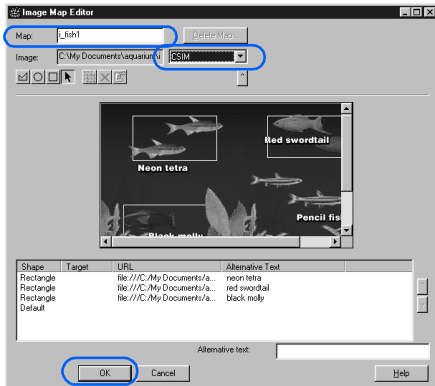 Image Map Editor
Map: i_fish1 Delete Map...
Image: C:\My Documents\aquarium\i CSIM
Neon tetra
Red swordtail
Pencil fis
Black molly
Shape Target URL Alternative Text
Rectangle file:///C:/My Documents/a... neon tetra
Rectangle file:///C:/My Documents/a... red swordtail
Rectangle file:///C:/My Documents/a... black molly
Default
Alternative text:
OK Cancel Help